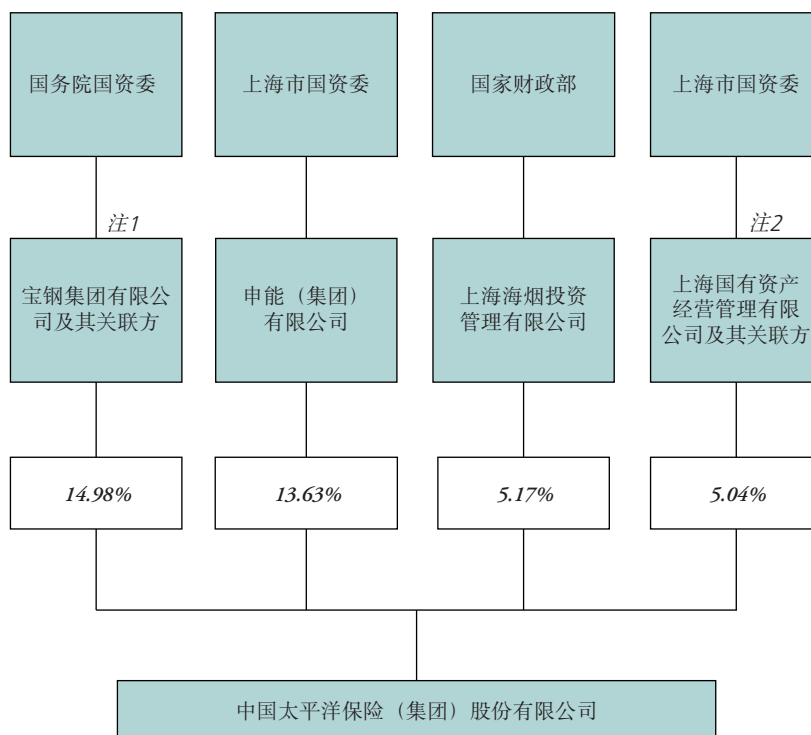 国务院国资委
上海市国资委
国家财政部
上海市国资委
注1
注2
宝钢集团有限公
司及其关联方
申能（集团）
有限公司
上海海烟投资
管理有限公司
上海国有资产
经营管理有限
公司及其关联方
14.98%
13.63%
5.17%
5.04%
中国太平洋保险（集团）股份有限公司